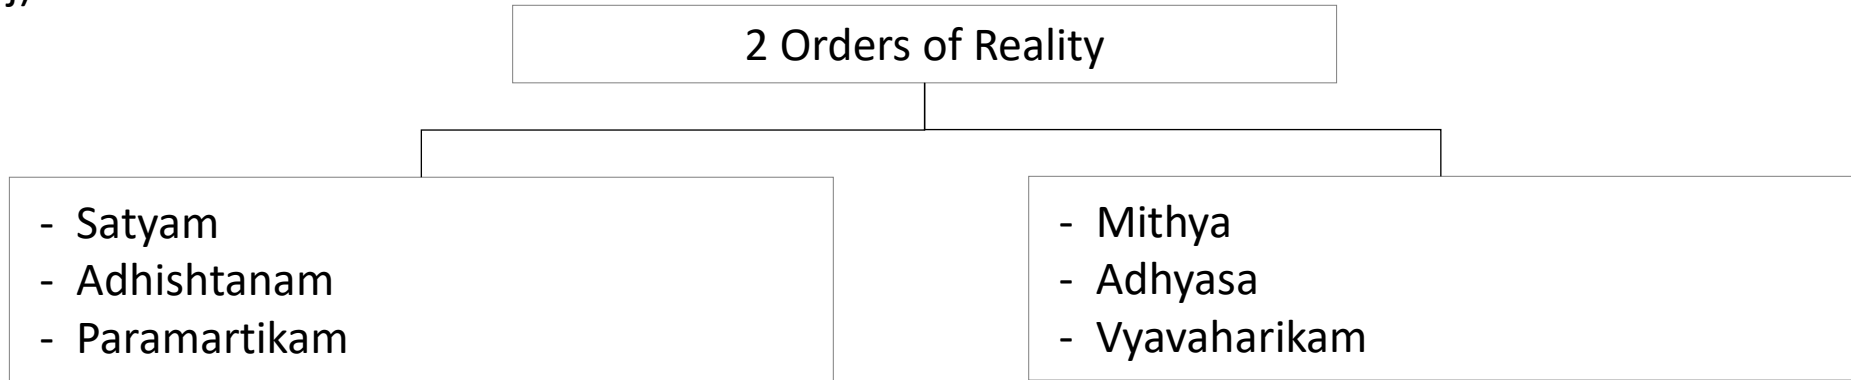 2 Orders of Reality
- Satyam
- Adhishtanam
- Paramartikam
- Mithya
- Adhyasa
- Vyavaharikam